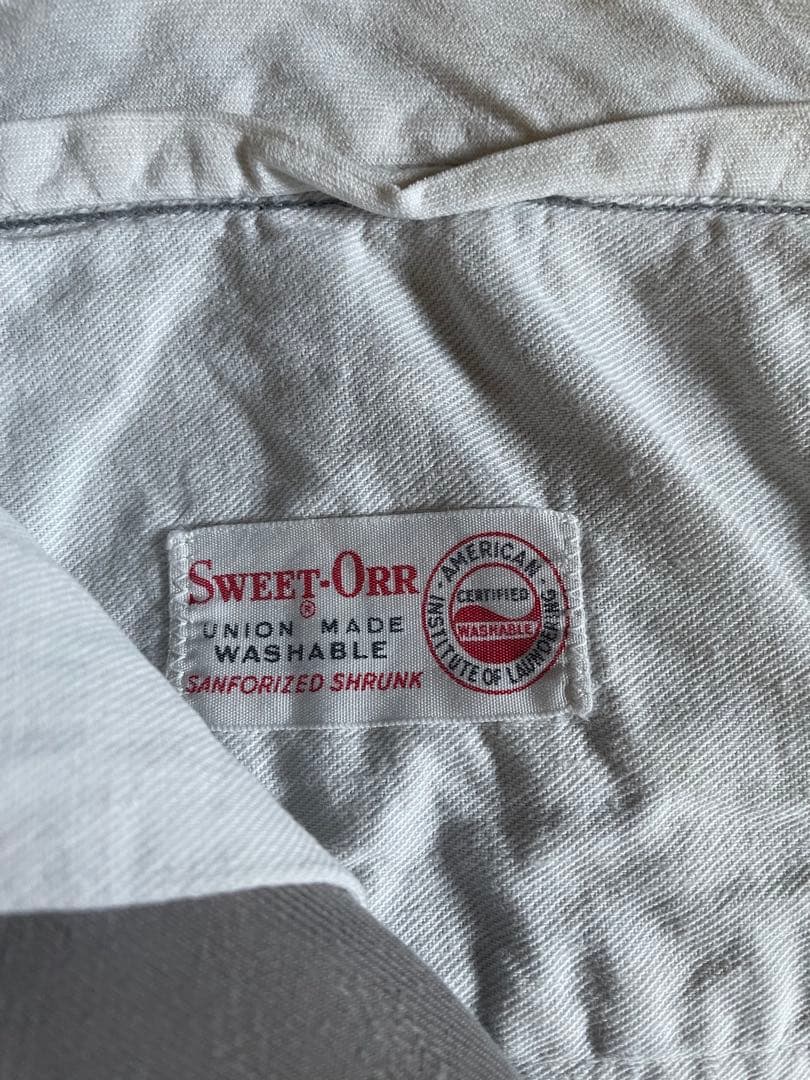 SWEET-ORR
®
UNION MADE
WASHABLE
SANFORIZED SHRUNK
- AMERICAN -
INSTITUTE OF LAUNDERING
CERTIFIED
WASHABLE